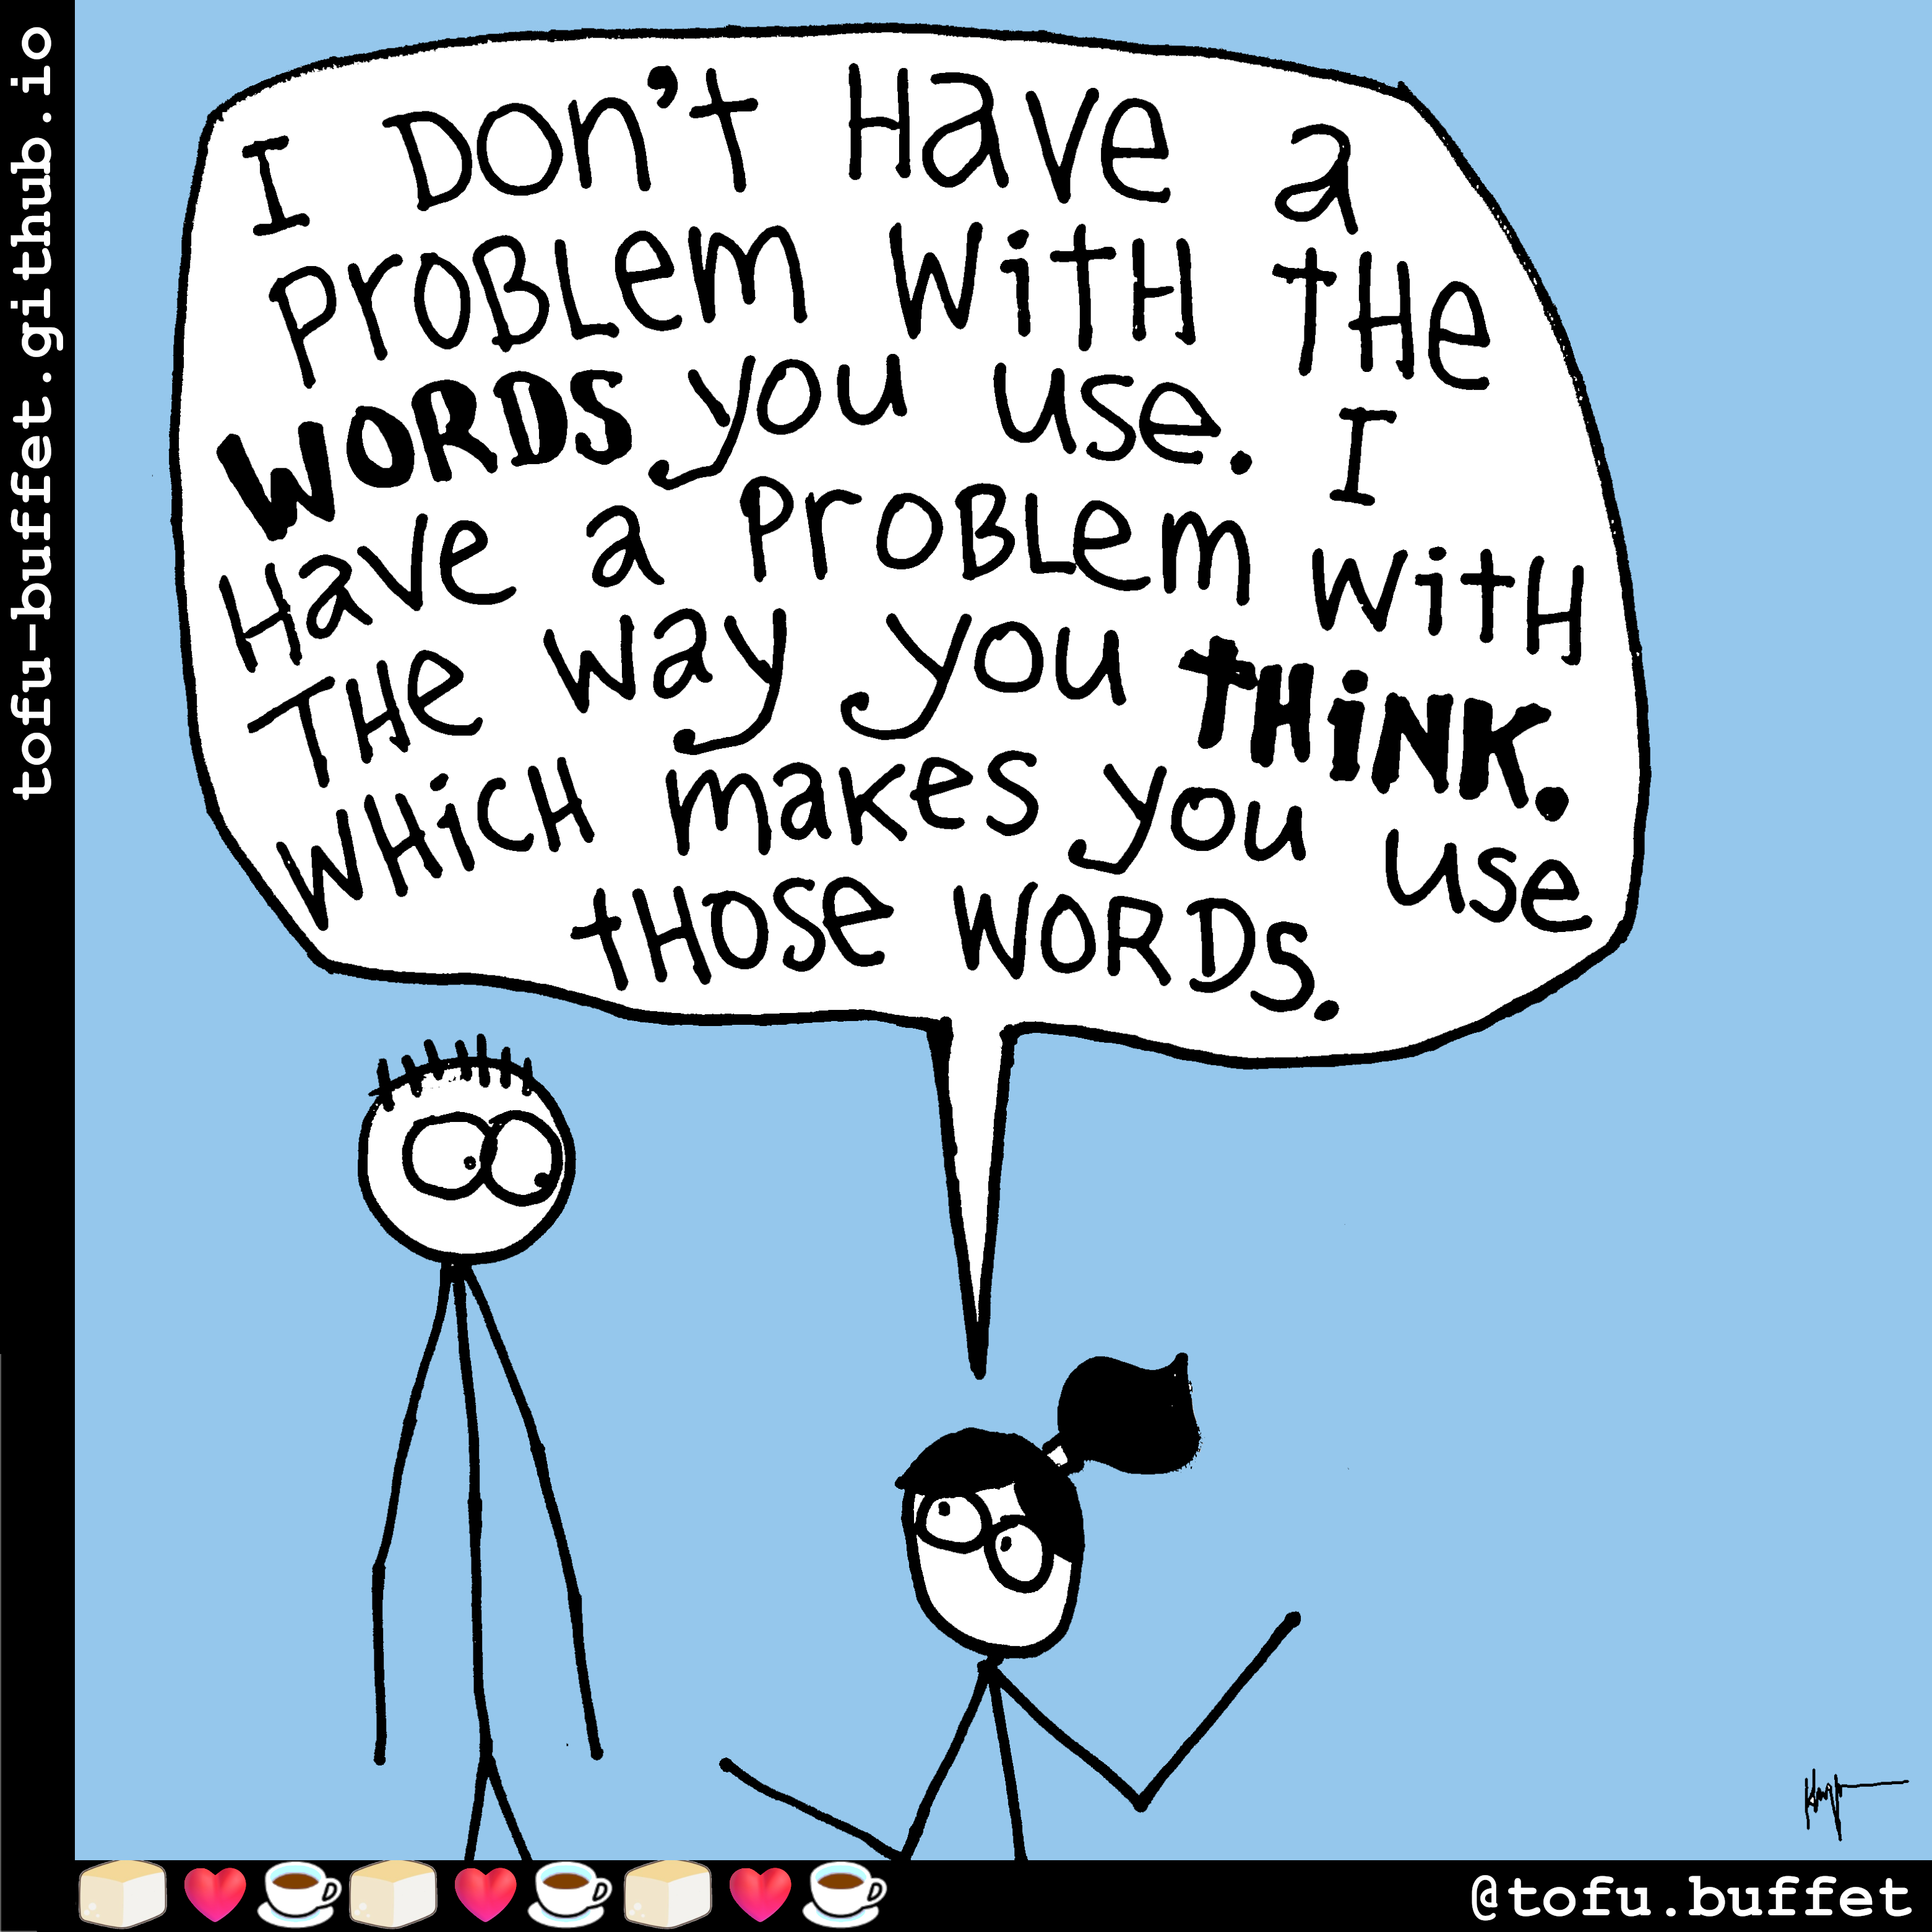 tofu-buffet.github.io
I DON'T HAVE a
PROBLEM WITH THE
WORDS you use. I
Have a PROBLEM WITH
THe way you THiNK.
WHicH makes you use
THOSe WORDS.
@tofu.buffet